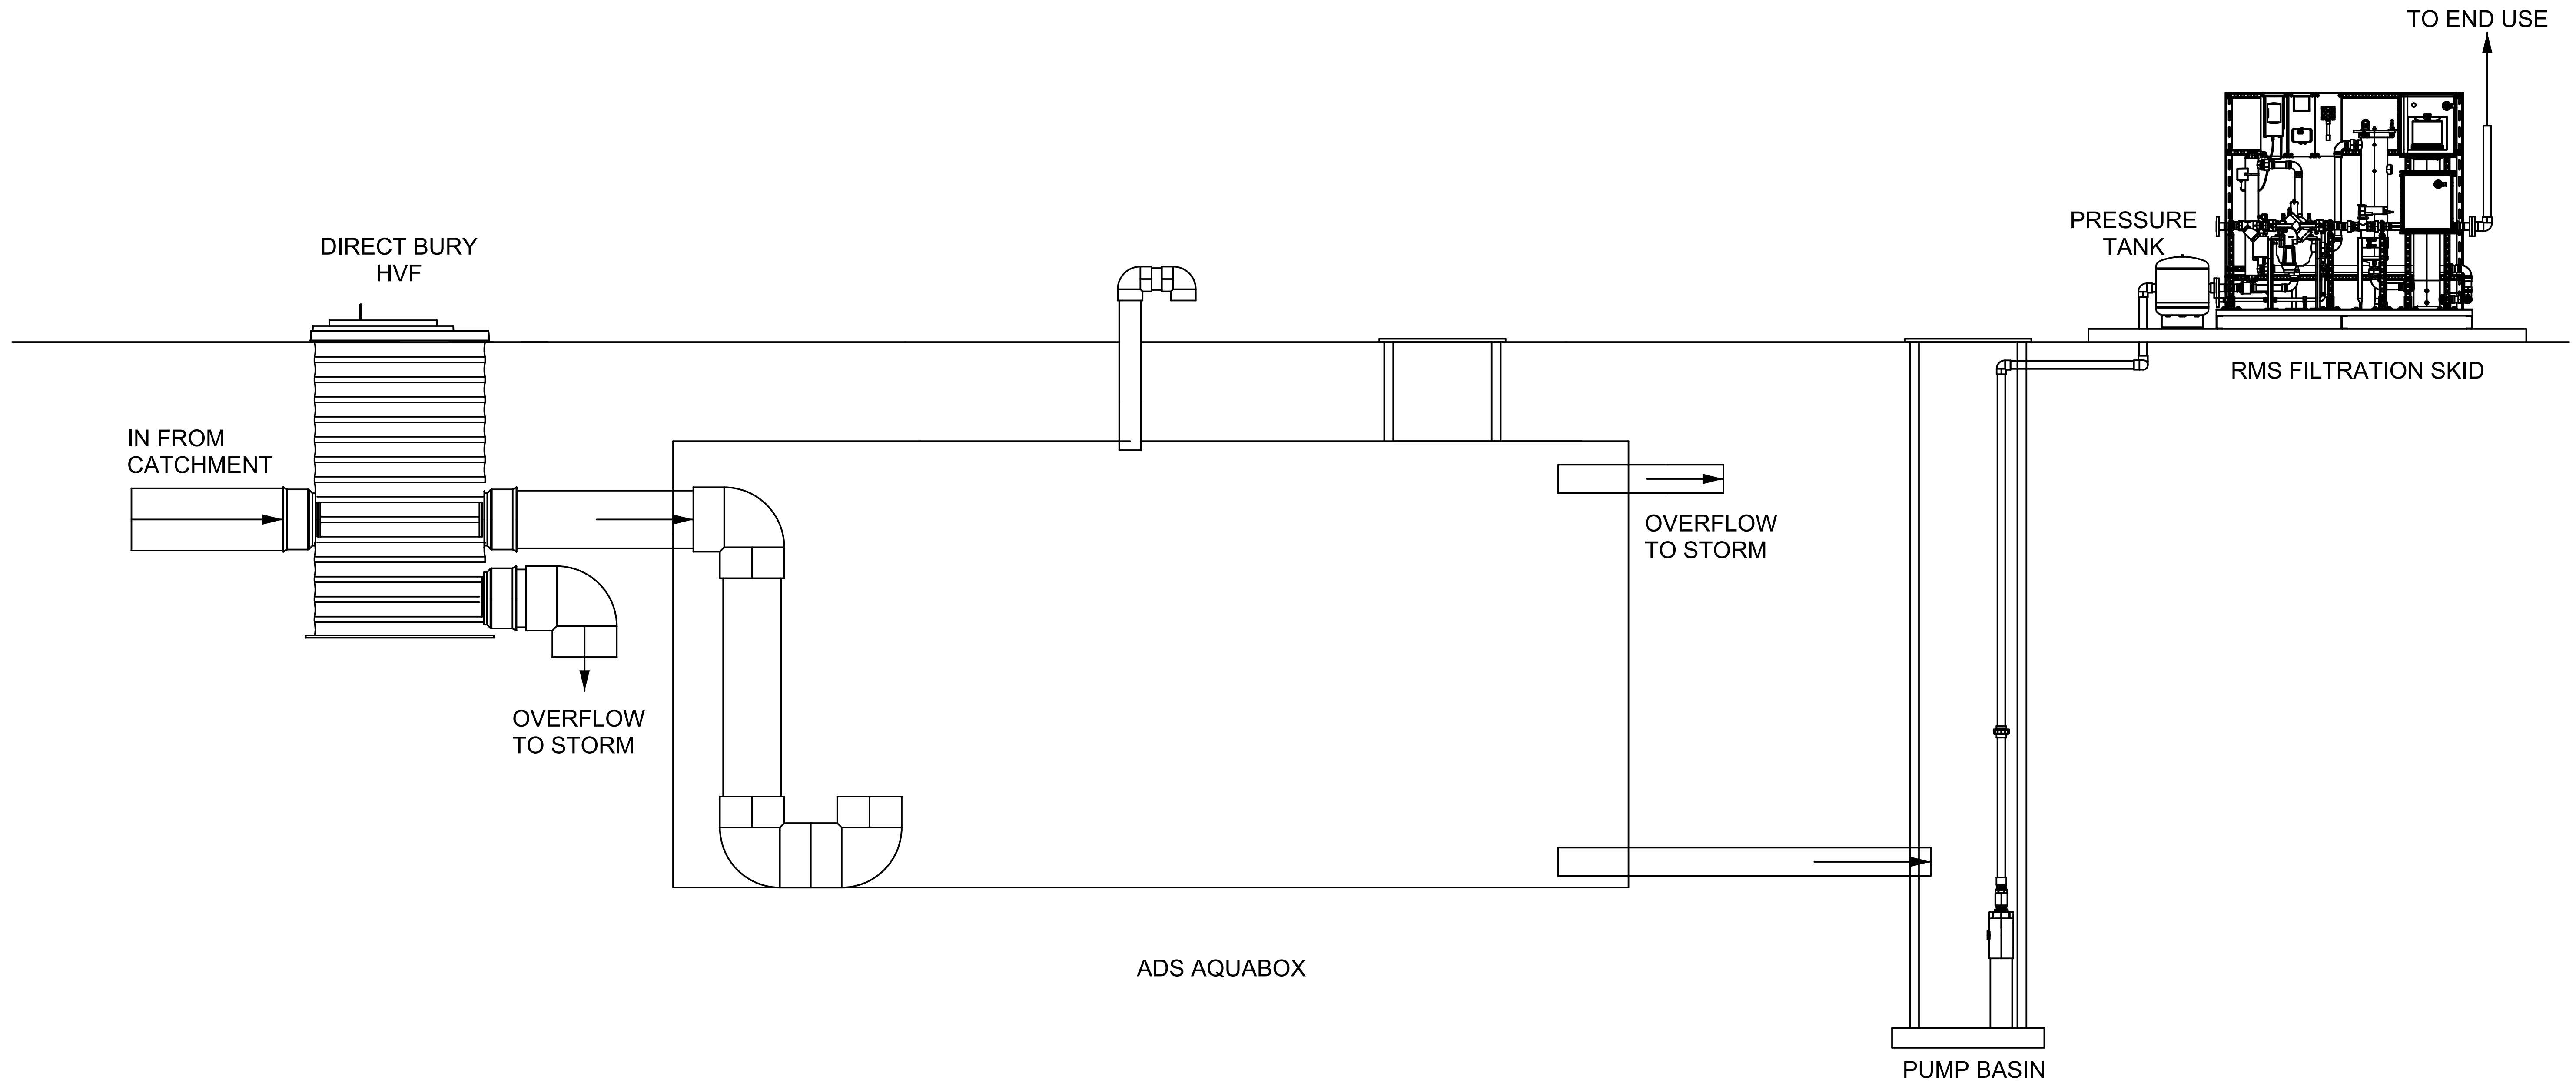 TO END USE
PRESSURE
TANK
DIRECT BURY
HVF
RMS FILTRATION SKID
IN FROM
CATCHMENT
OVERFLOW
TO STORM
OVERFLOW
TO STORM
ADS AQUABOX
PUMP BASIN